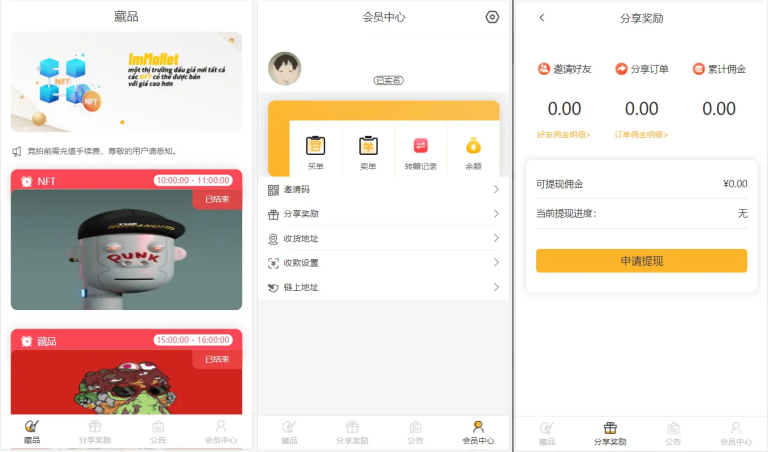 藏品
imMollet
một thị trường đấu giá nơi tất cả
các NFT có thể được bán
với giá cao hơn
NFT
NFT
竞拍前需充值手续费，尊敬的用户请悉知。
NFT
10:00:00 - 11:00:00
已结束
PUNK
藏品
15:00:00 - 16:00:00
已结束
藏品
分享奖励
公告
会员中心
会员中心
已实名
买单
卖单
转赠记录
余额
邀请码
分享奖励
收货地址
收款设置
链上地址
藏品
分享奖励
公告
会员中心
分享奖励
邀请好友
分享订单
累计佣金
0.00
0.00
0.00
好友佣金明细>
订单佣金明细>
可提现佣金
¥0.00
当前提现进度：
无
申请提现
藏品
分享奖励
公告
会员中心